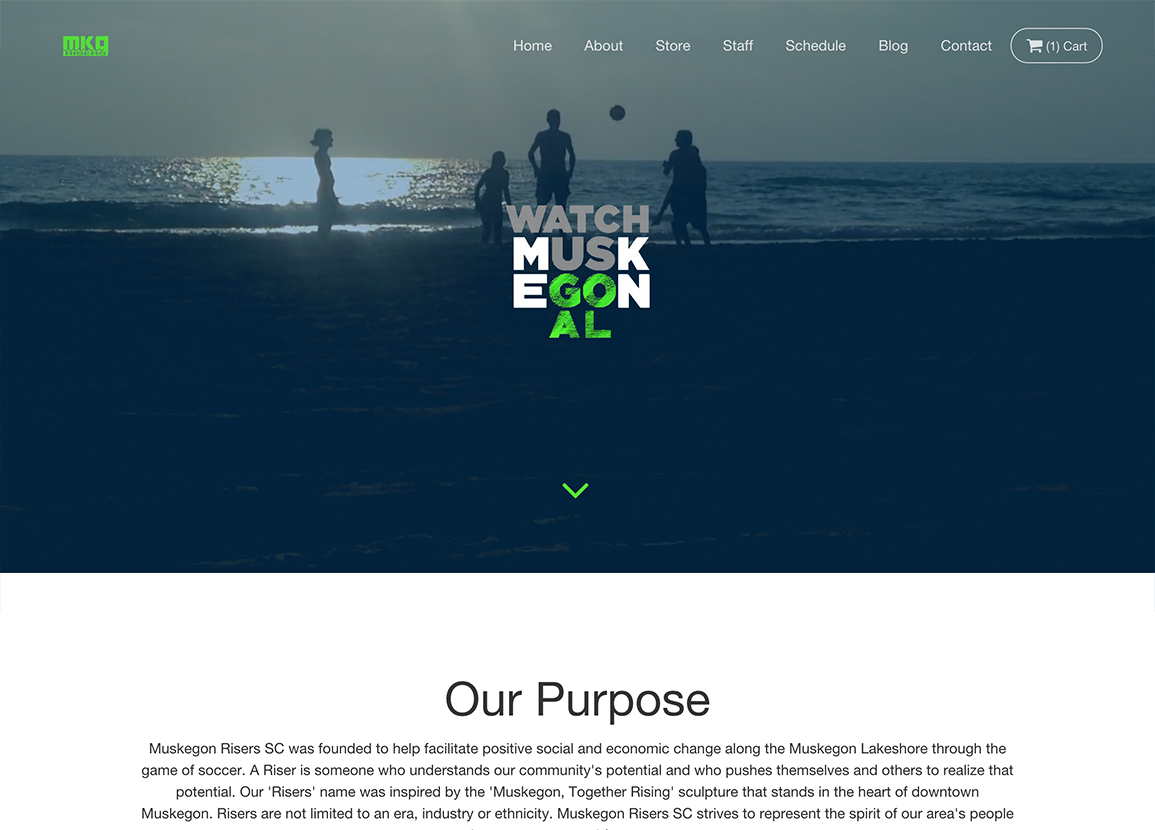 MKG
Home About Store Staff Schedule Blog Contact (1) Cart
WATCH
MUSK
EGON
AL
Our Purpose
Muskegon Risers SC was founded to help facilitate positive social and economic change along the Muskegon Lakeshore through the
game of soccer. A Riser is someone who understands our community's potential and who pushes themselves and others to realize that
potential. Our 'Risers' name was inspired by the 'Muskegon, Together Rising' sculpture that stands in the heart of downtown
Muskegon. Risers are not limited to an era, industry or ethnicity. Muskegon Risers SC strives to represent the spirit of our area's people